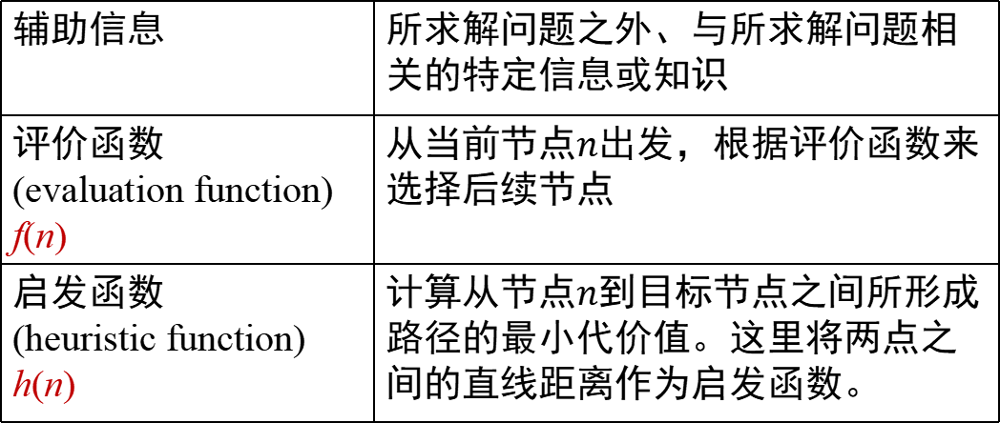 辅助信息
所求解问题之外、与所求解问题相
关的特定信息或知识
评价函数
(evaluation function)
f(n)
从当前节点n出发，根据评价函数来
选择后续节点
启发函数
(heuristic function)
h(n)
计算从节点n到目标节点之间所形成
路径的最小代价值。这里将两点之
间的直线距离作为启发函数。